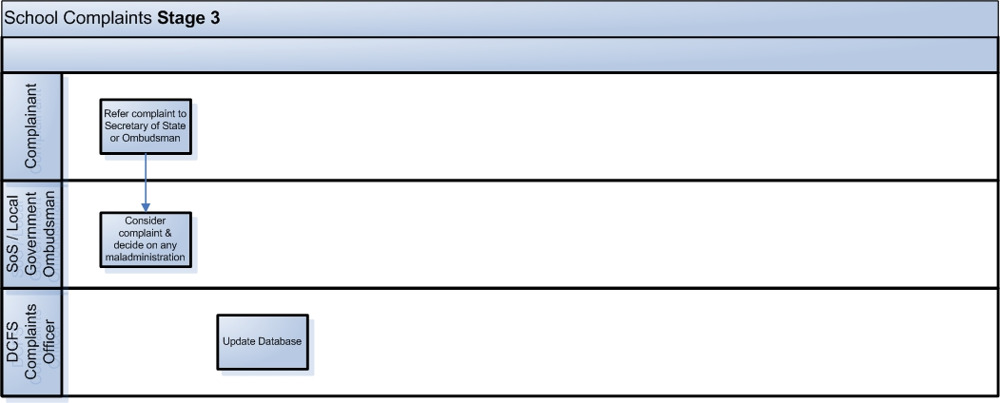 School Complaints Stage 3
Complainant
Refer complaint to
Secretary of State
or Ombudsman
SoS / Local
Government
Ombudsman
Consider
complaint &
decide on any
maladministration
DCFS
Complaints
Officer
Update Database